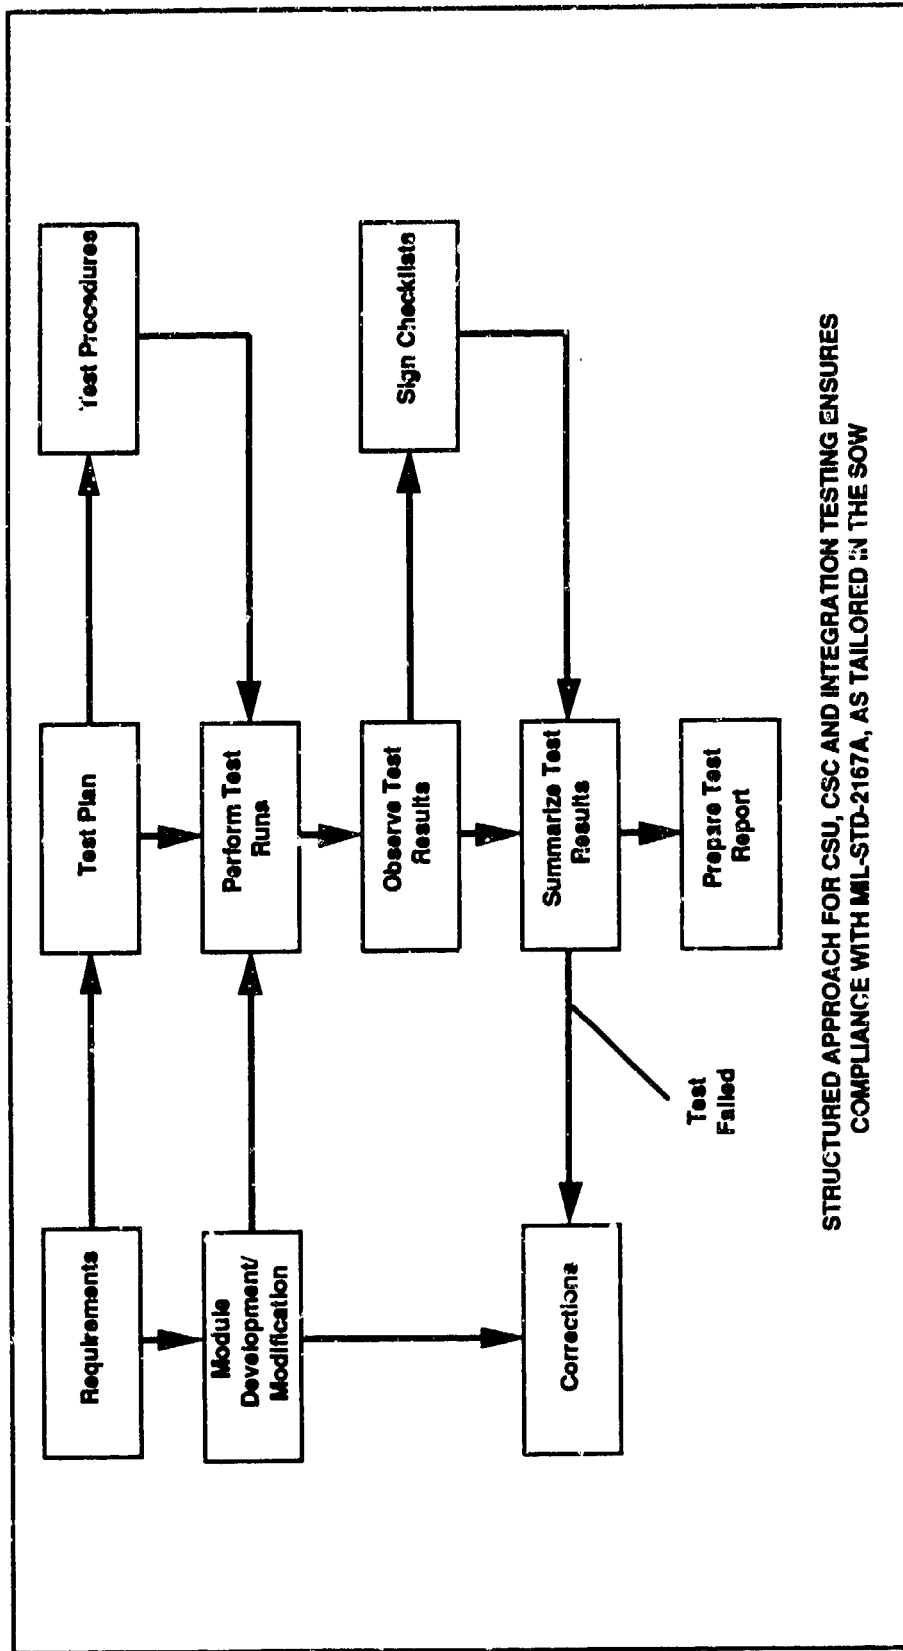 Requirements
Test Plan
Test Procedures
Module
Development/
Modification
Perform Test
Runs
Observe Test
Results
Sign Checklists
Corrections
Test
Failed
Summarize Test
Results
Prepare Test
Report
STRUCTURED APPROACH FOR CSU, CSC AND INTEGRATION TESTING ENSURES
COMPLIANCE WITH MIL-STD-2167A, AS TAILORED IN THE SOW